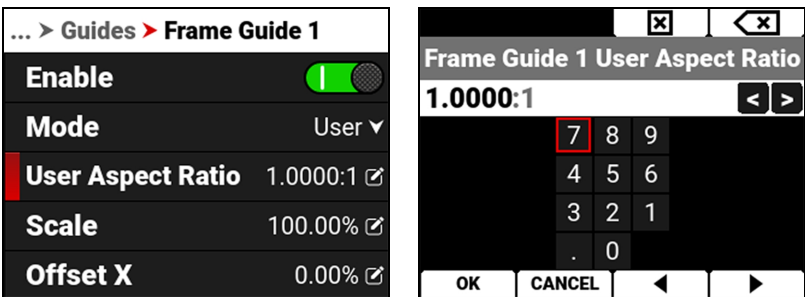 ... > Guides > Frame Guide 1
Enable
Mode User
User Aspect Ratio 1.0000:1
Scale 100.00%
Offset X 0.00%
Frame Guide 1 User Aspect Ratio
1.0000:1 < >
7 8 9
4 5 6
3 2 1
. 0
OK CANCEL